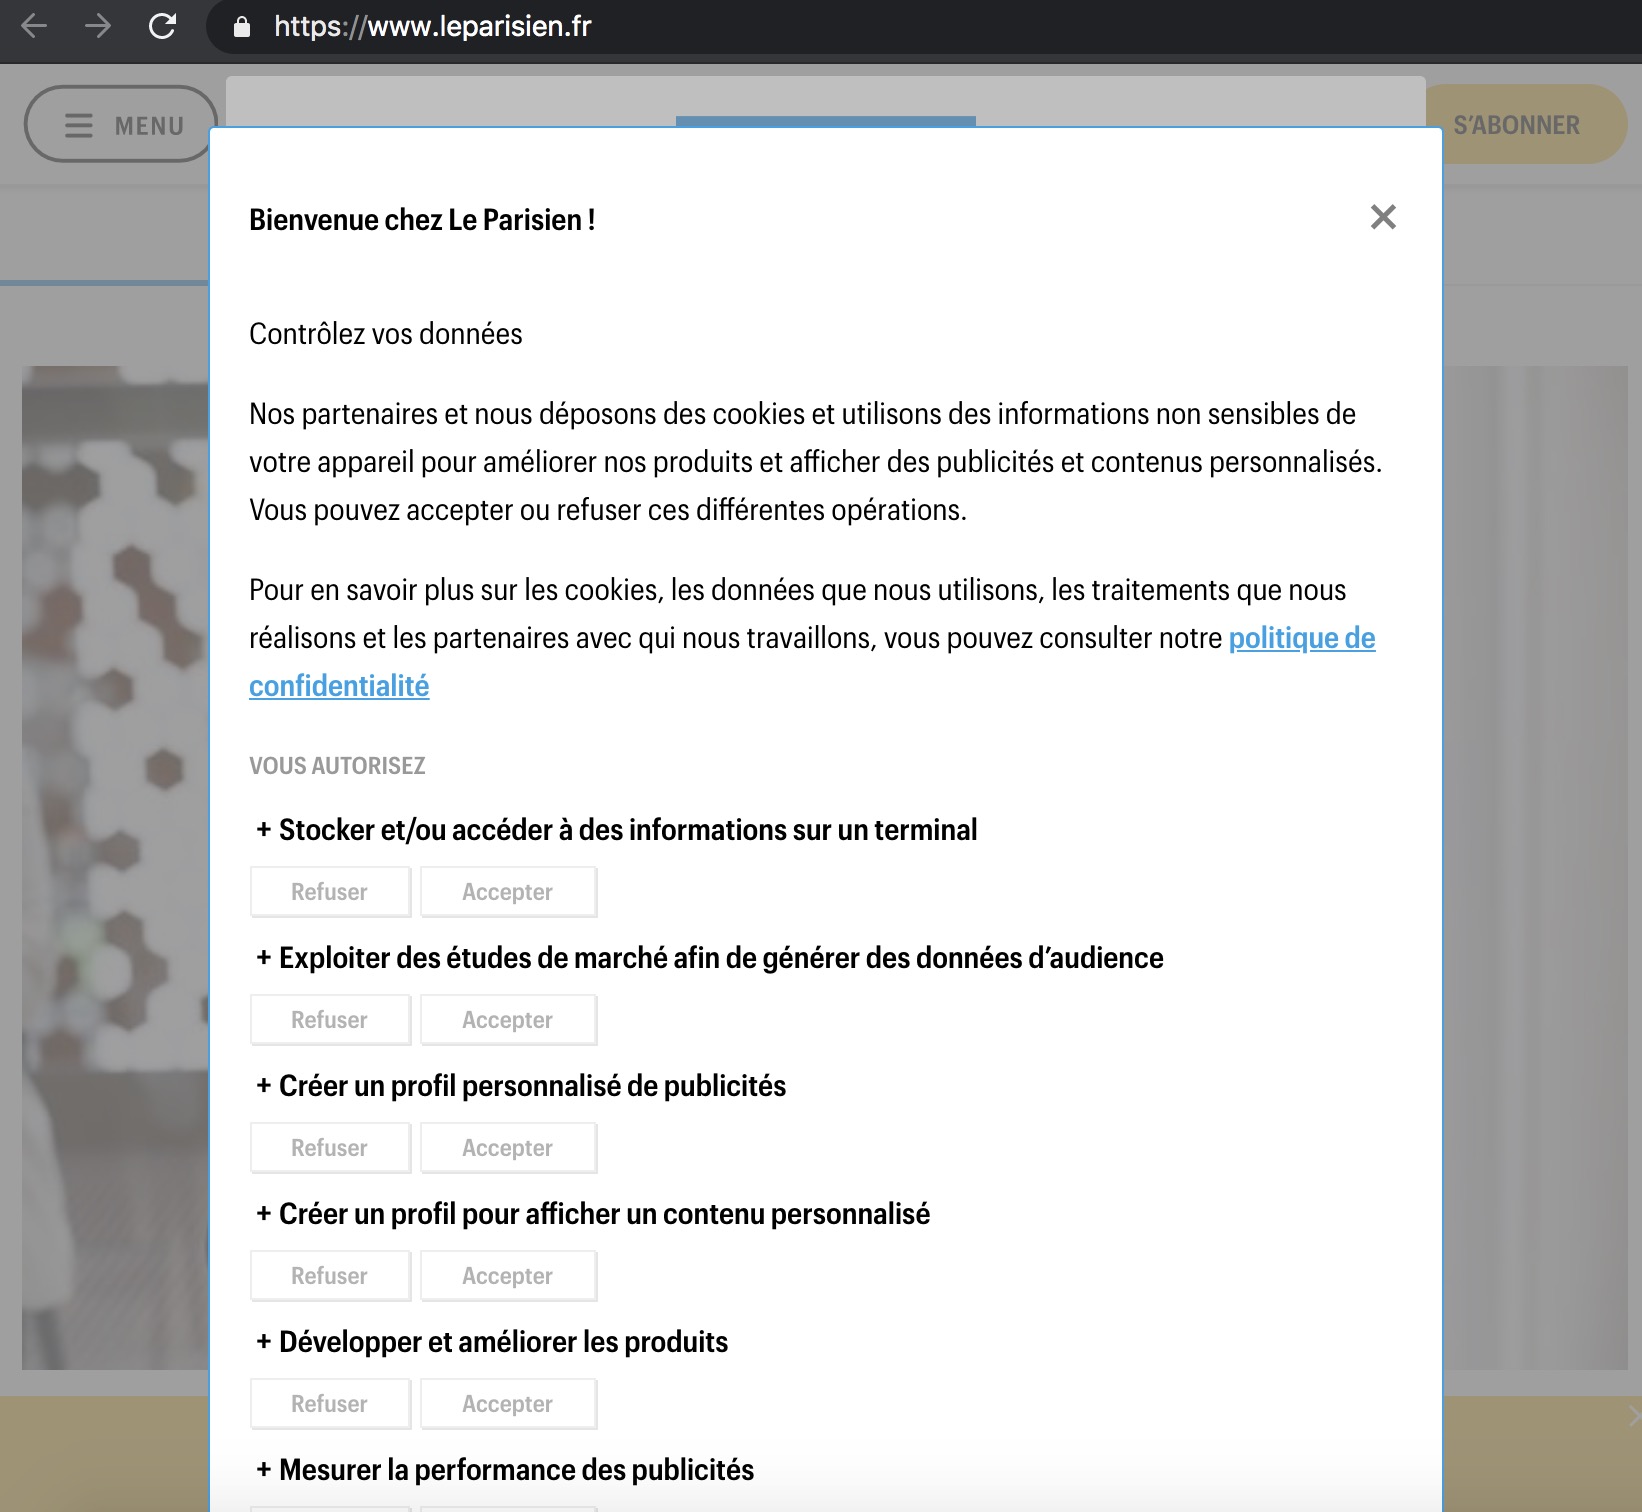 https://www.leparisien.fr
MENU
S’ABONNER
Bienvenue chez Le Parisien !
Contrôlez vos données
Nos partenaires et nous déposons des cookies et utilisons des informations non sensibles de
votre appareil pour améliorer nos produits et afficher des publicités et contenus personnalisés.
Vous pouvez accepter ou refuser ces différentes opérations.
Pour en savoir plus sur les cookies, les données que nous utilisons, les traitements que nous
réalisons et les partenaires avec qui nous travaillons, vous pouvez consulter notre politique de
confidentialité
VOUS AUTORISEZ
+ Stocker et/ou accéder à des informations sur un terminal
Refuser Accepter
+ Exploiter des études de marché afin de générer des données d’audience
Refuser Accepter
+ Créer un profil personnalisé de publicités
Refuser Accepter
+ Créer un profil pour afficher un contenu personnalisé
Refuser Accepter
+ Développer et améliorer les produits
Refuser Accepter
+ Mesurer la performance des publicités